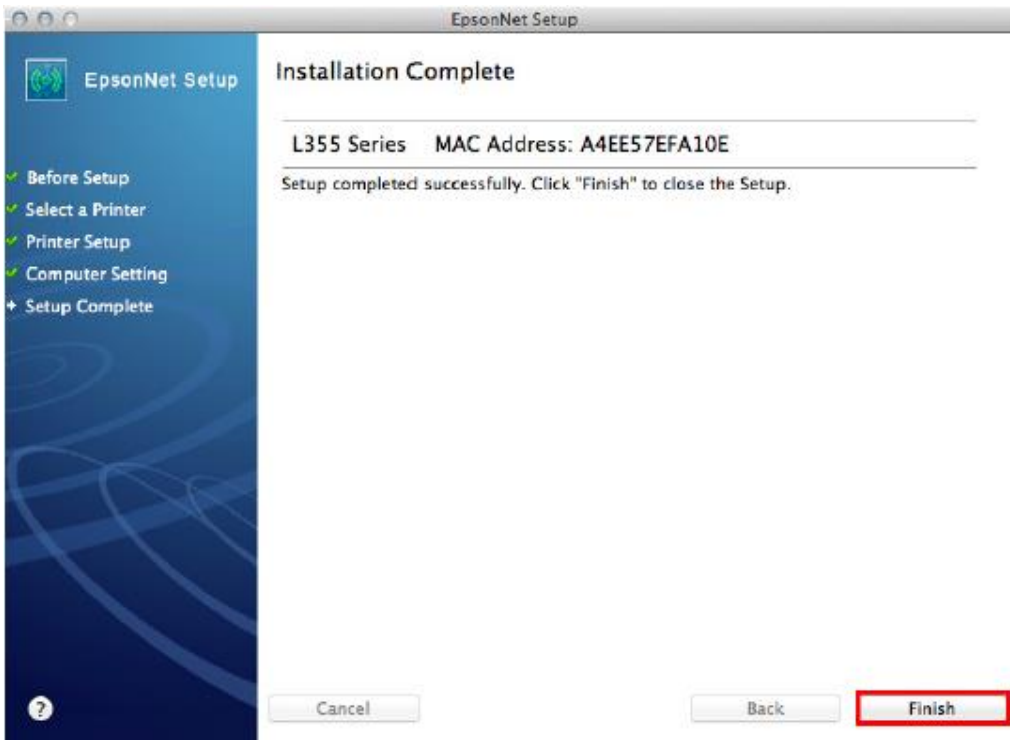 EpsonNet Setup
EpsonNet Setup
Before Setup
Select a Printer
Printer Setup
Computer Setting
Setup Complete
?
Installation Complete
L355 Series MAC Address: A4EE57EFA10E
Setup completed successfully. Click "Finish" to close the Setup.
Cancel
Back
Finish